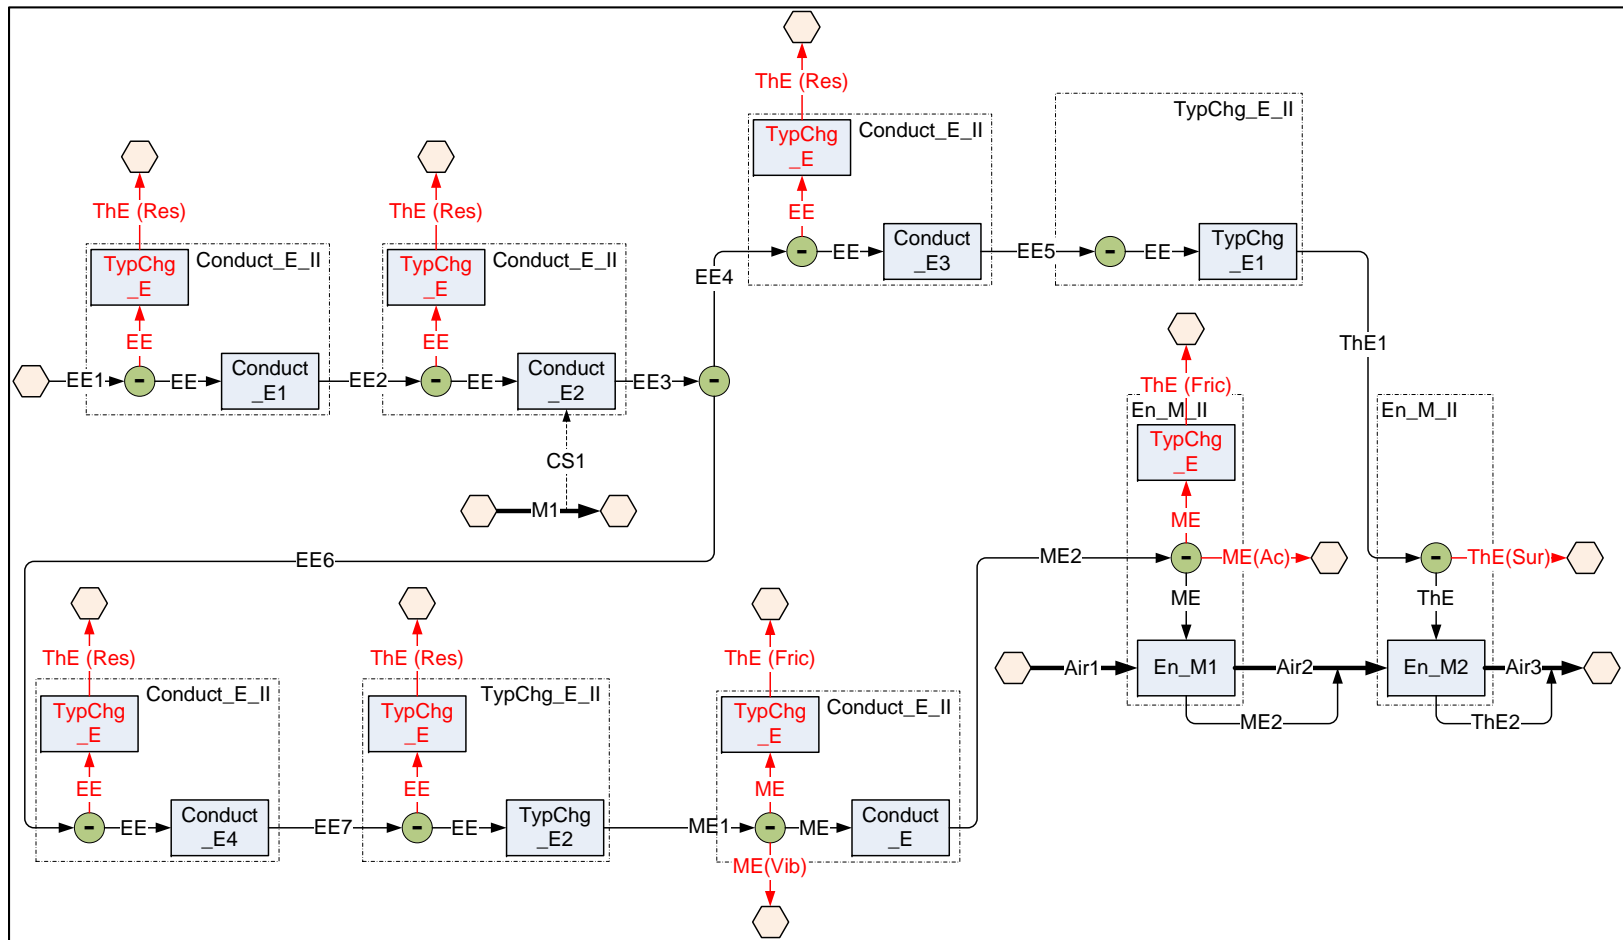 ThE (Res)
TypChg
_E
Conduct_E_II
EE
EE
Conduct
_E3
EE5
TypChg_E_II
EE
TypChg
_E1
ThE (Res)
TypChg
_E
Conduct_E_II
EE
EE1
EE
Conduct
_E1
EE2
ThE (Res)
TypChg
_E
Conduct_E_II
EE
EE
Conduct
_E2
EE3
EE4
CS1
M1
EE6
ThE1
ThE (Fric)
En_M_II
TypChg
_E
ME
ME2
ME(Ac)
ME
En_M_II
ThE(Sur)
ThE
Air1
En_M1
Air2
ME2
En_M2
Air3
ThE2
ThE (Res)
Conduct_E_II
TypChg
_E
EE
EE
Conduct
_E4
EE7
ThE (Res)
TypChg_E_II
TypChg
_E
EE
EE
TypChg
_E2
ME1
ThE (Fric)
Conduct_E_II
TypChg
_E
ME
ME
Conduct
_E
ME(Vib)